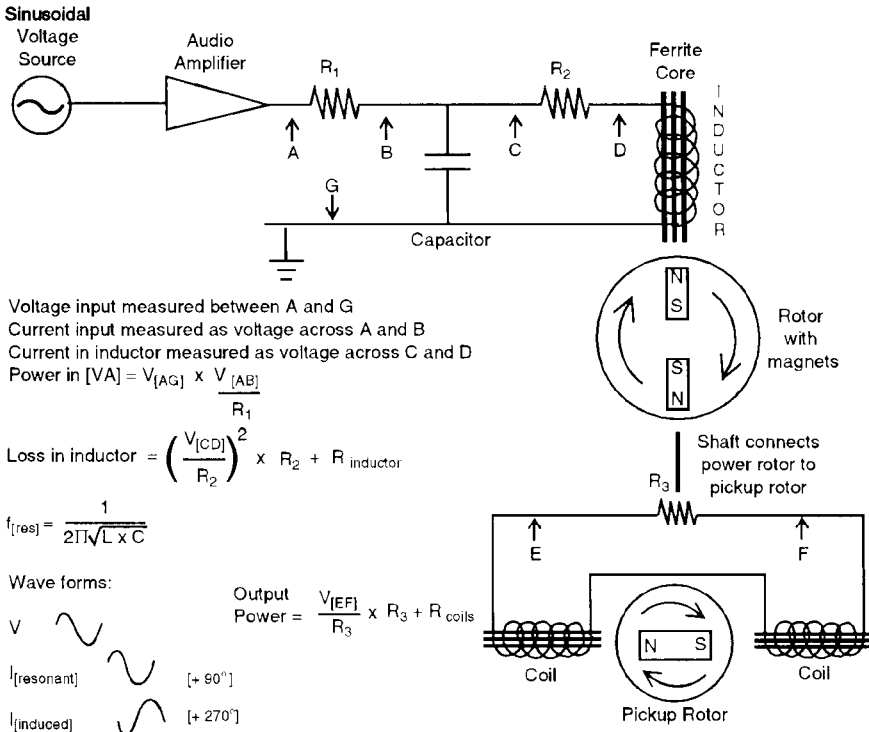 Sinusoidal
Voltage
Source
Audio
Amplifier
R1
R2
Ferrite
Core
INDUCTOR
A
B
C
D
G
Capacitor
Voltage input measured between A and G
Current input measured as voltage across A and B
Current in inductor measured as voltage across C and D
Power in [VA] = V[AG] x V[AB] / R1
Loss in inductor = (V[CD] / R2)² x R2 + R inductor
f[res] = 1 / 2Π√L x C
Wave forms:
V
I[resonant] [+ 90°]
I[induced] [+ 270°]
Output
Power = V[EF] / R3 x R3 + R coils
N
S
S
N
Rotor
with
magnets
Shaft connects
power rotor to
pickup rotor
R3
E
F
N S
Coil
Coil
Pickup Rotor